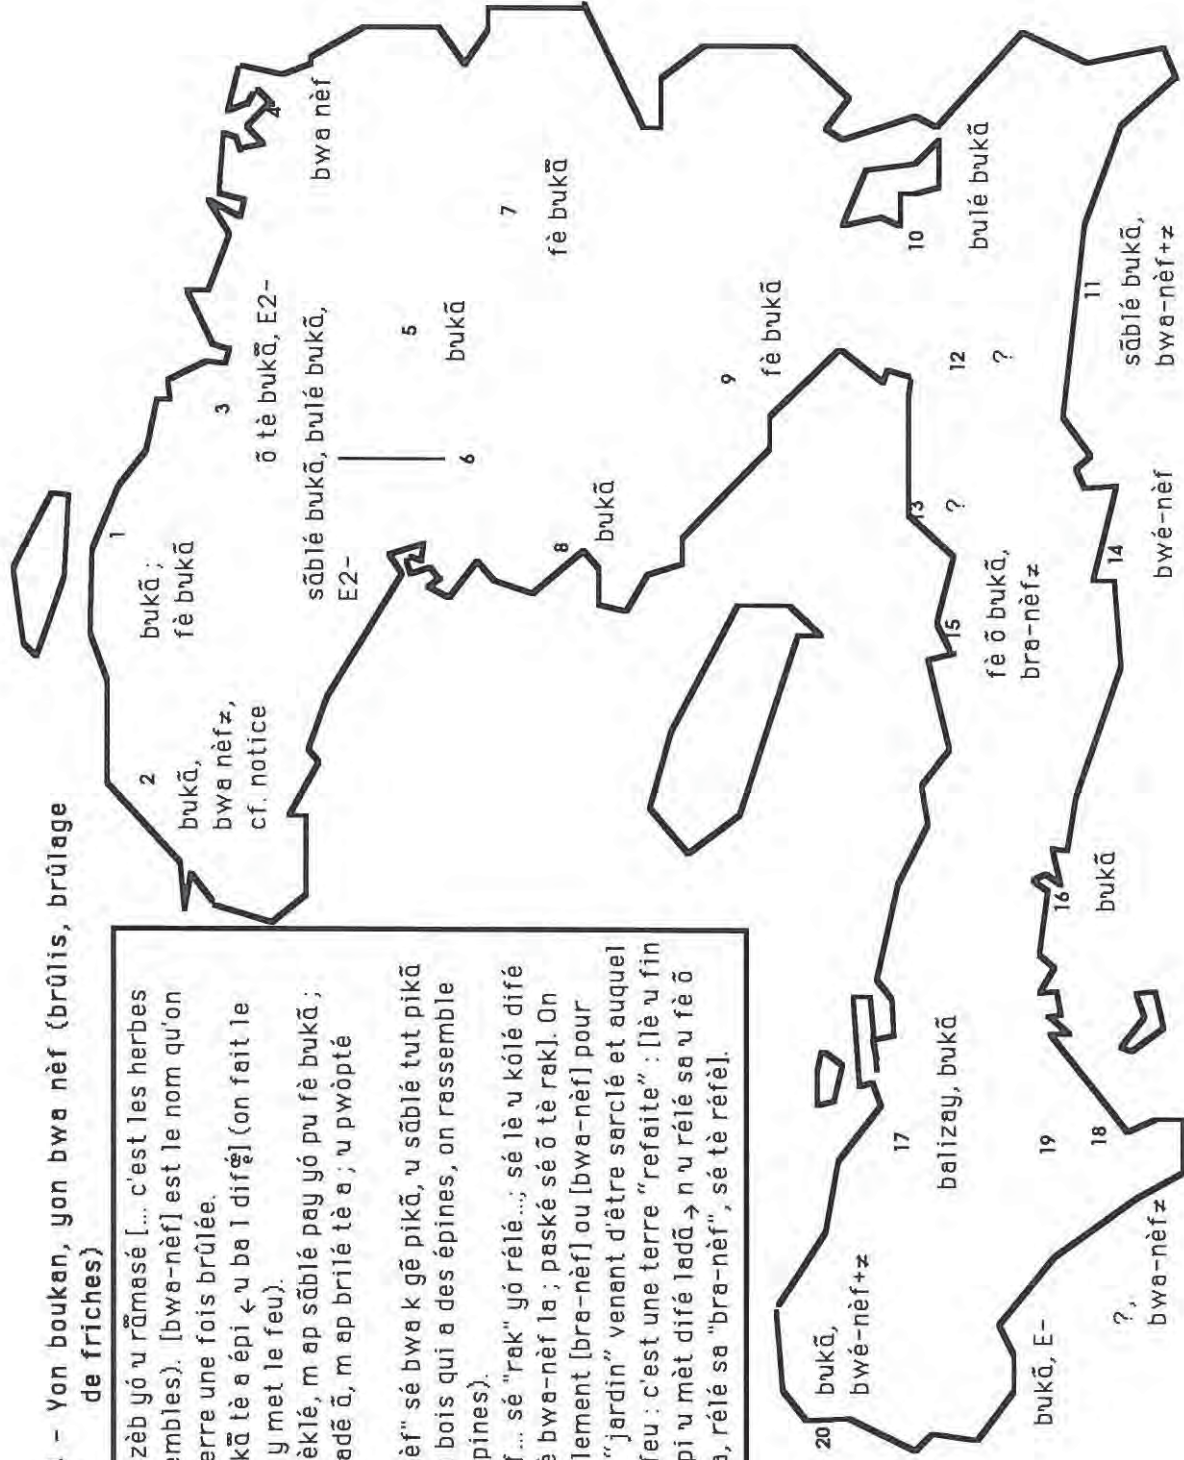 - Yon boukan, yon bwa nèf (brûlis, brûlage
de friches)
zèb yó u rãmasé [... c'est les herbes
embles). [bwa-nèf] est le nom qu'on
erre une fois brûlée.
kã tè a épi < u ba l difẹ] (on fait le
y met le feu).
èklé, m ap sãblé pay yó pu fè bukã ;
adẽ õ, m ap brilé tè a ; u pwòpté
èf" sé bwa k gẽ pikã, u sãblé tut pikã
bois qui a des épines, on rassemble
pines).
f ... sé "rak" yó rélé...; sé lè u kólé difé
è bwa-nèf la ; paské sé õ tè rak]. On
lement [bra-nèf] ou [bwa-nèf] pour
"jardin" venant d'être sarclé et auquel
feu : c'est une terre "refaite" : [lè u fin
pi u mèt difé ladã → n u rélé sa u fè õ
a, rélé sa "bra-nèf", sé tè réfè].
1
bukã ;
fè bukã
2
bukã,
bwa nèf≠,
cf. notice
3
õ tè bukã, E2-
4
bwa nèf
sãblé bukã, bulé bukã,
E2-
5
bukã
6
7
fè bukã
8
bukã
9
fè bukã
10
bulé bukã
11
sãblé bukã,
bwa-nèf+≠
12
?
13
?
14
bwé-nèf
15
fè õ bukã,
bra-nèf≠
16
bukã
17
balizay, bukã
18
?,
bwa-nèf≠
19
bukã, E-
20
bukã,
bwé-nèf+≠